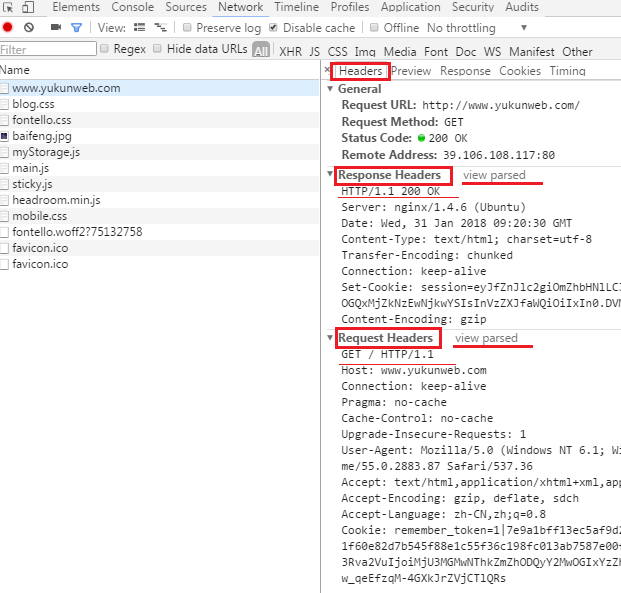 Elements Console Sources Network Timeline Profiles Application Security Audits
View: Preserve log Disable cache Offline No throttling
Filter Regex Hide data URLs All XHR JS CSS Img Media Font Doc WS Manifest Other
Name
www.yukunweb.com
blog.css
fontello.css
baifeng.jpg
myStorage.js
main.js
sticky.js
headroom.min.js
mobile.css
fontello.woff2?75132758
favicon.ico
favicon.ico
× Headers Preview Response Cookies Timing
General
Request URL: http://www.yukunweb.com/
Request Method: GET
Status Code: 200 OK
Remote Address: 39.106.108.117:80
Response Headers view parsed
HTTP/1.1 200 OK
Server: nginx/1.4.6 (Ubuntu)
Date: Wed, 31 Jan 2018 09:20:30 GMT
Content-Type: text/html; charset=utf-8
Transfer-Encoding: chunked
Connection: keep-alive
Set-Cookie: session=eyJfZnJlc2giOmZhbHNlLCJ
OGQxMjZkNzEwNjkwYSIsInVzZXJfaWQiOiIxIn0.DVM
Content-Encoding: gzip
Request Headers view parsed
GET / HTTP/1.1
Host: www.yukunweb.com
Connection: keep-alive
Pragma: no-cache
Cache-Control: no-cache
Upgrade-Insecure-Requests: 1
User-Agent: Mozilla/5.0 (Windows NT 6.1; Wi
me/55.0.2883.87 Safari/537.36
Accept: text/html,application/xhtml+xml,app
Accept-Encoding: gzip, deflate, sdch
Accept-Language: zh-CN,zh;q=0.8
Cookie: remember_token=1|7e9a1bff13ec5af9d2
1f60e82d7b545f88e1c55f36c198fc013ab7587e00
3Rva2VuIjoiMjU3MGMwNThkZmZhODQyY2MwOGIxYzZh
w_qeEfzqM-4GXkJrZVjCTlQRs